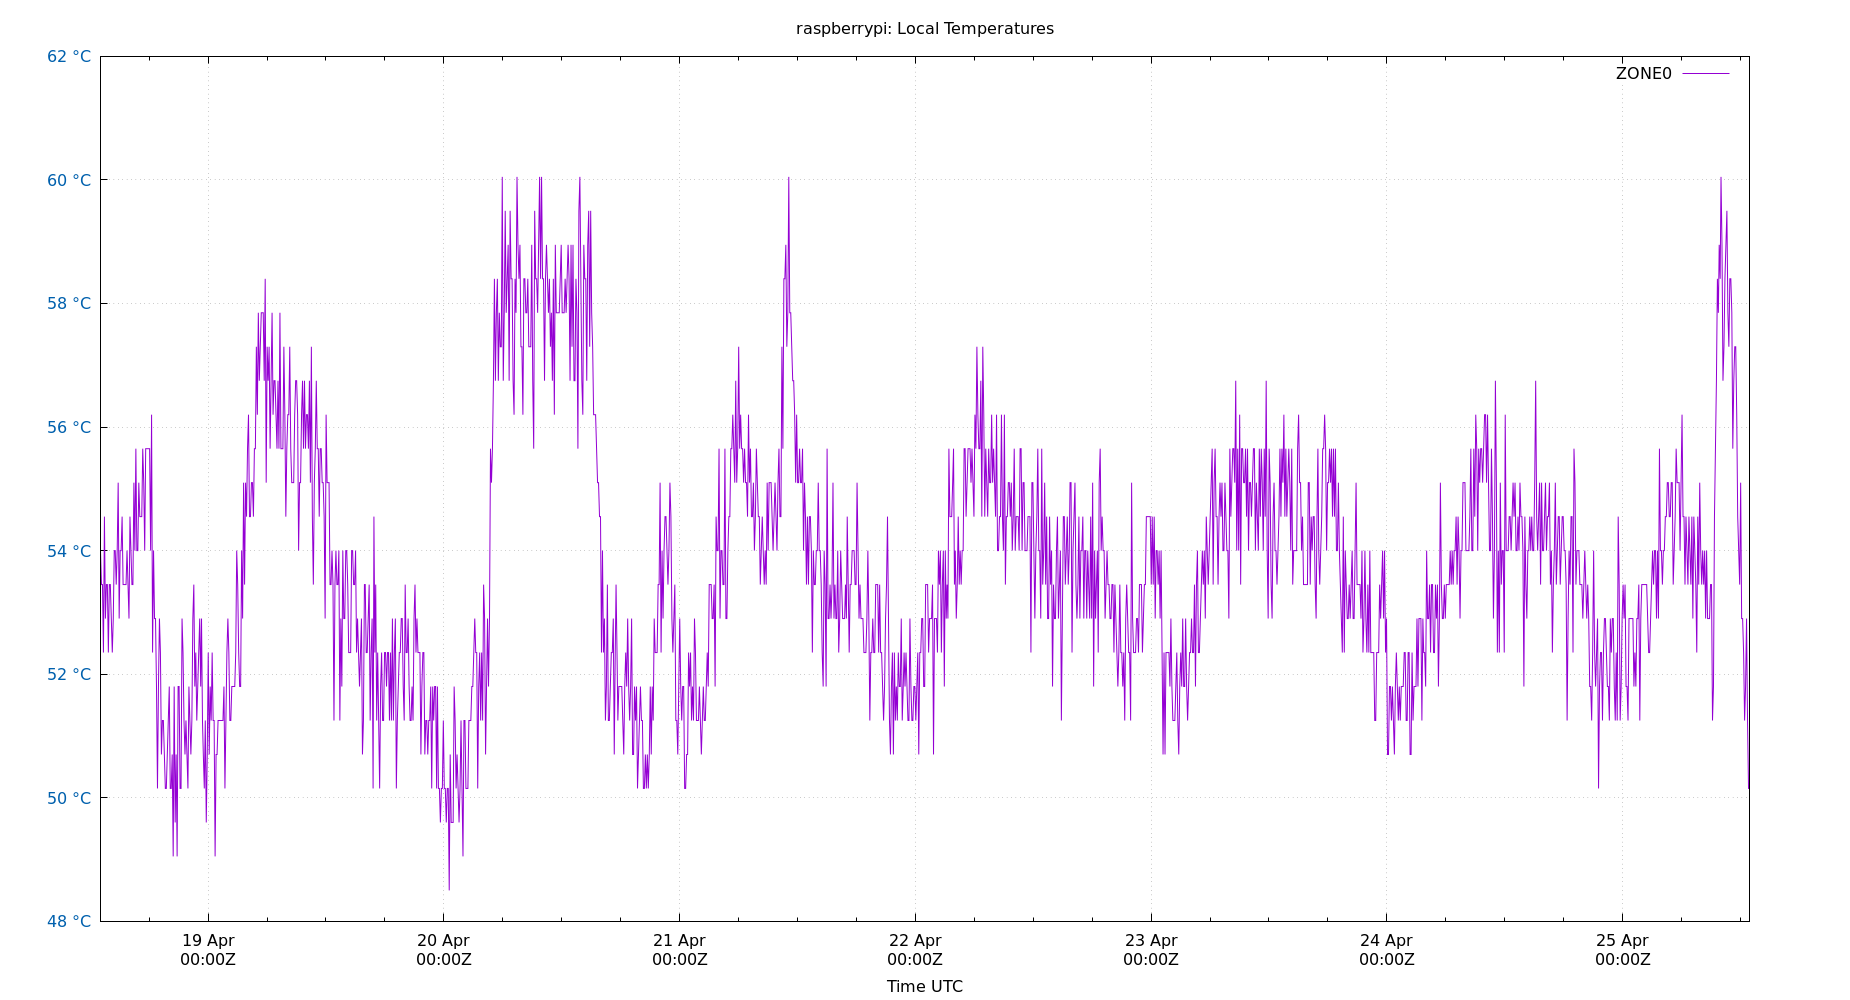 raspberrypi: Local Temperatures
62 °C
ZONE0
60 °C
58 °C
56 °C
54 °C
52 °C
50 °C
48 °C
19 Apr 20 Apr 21 Apr 22 Apr 23 Apr 24 Apr 25 Apr
00:00Z 00:00Z 00:00Z 00:00Z 00:00Z 00:00Z 00:00Z
Time UTC